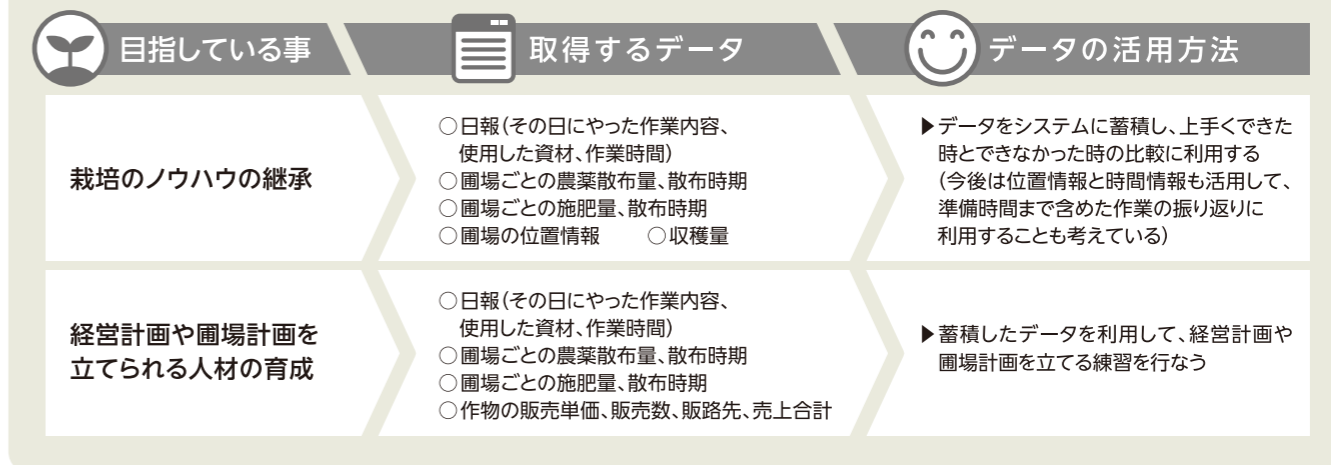 目指している事
取得するデータ
データの活用方法
栽培のノウハウの継承
○日報(その日にやった作業内容、
使用した資材、作業時間)
○圃場ごとの農薬散布量、散布時期
○圃場ごとの施肥量、散布時期
○圃場の位置情報　○収穫量
▶データをシステムに蓄積し、上手くできた
時とできなかった時の比較に利用する
(今後は位置情報と時間情報も活用して、
準備時間まで含めた作業の振り返りに
利用することも考えている)
経営計画や圃場計画を
立てられる人材の育成
○日報(その日にやった作業内容、
使用した資材、作業時間)
○圃場ごとの農薬散布量、散布時期
○圃場ごとの施肥量、散布時期
○作物の販売単価、販売数、販路先、売上合計
▶蓄積したデータを利用して、経営計画や
圃場計画を立てる練習を行なう